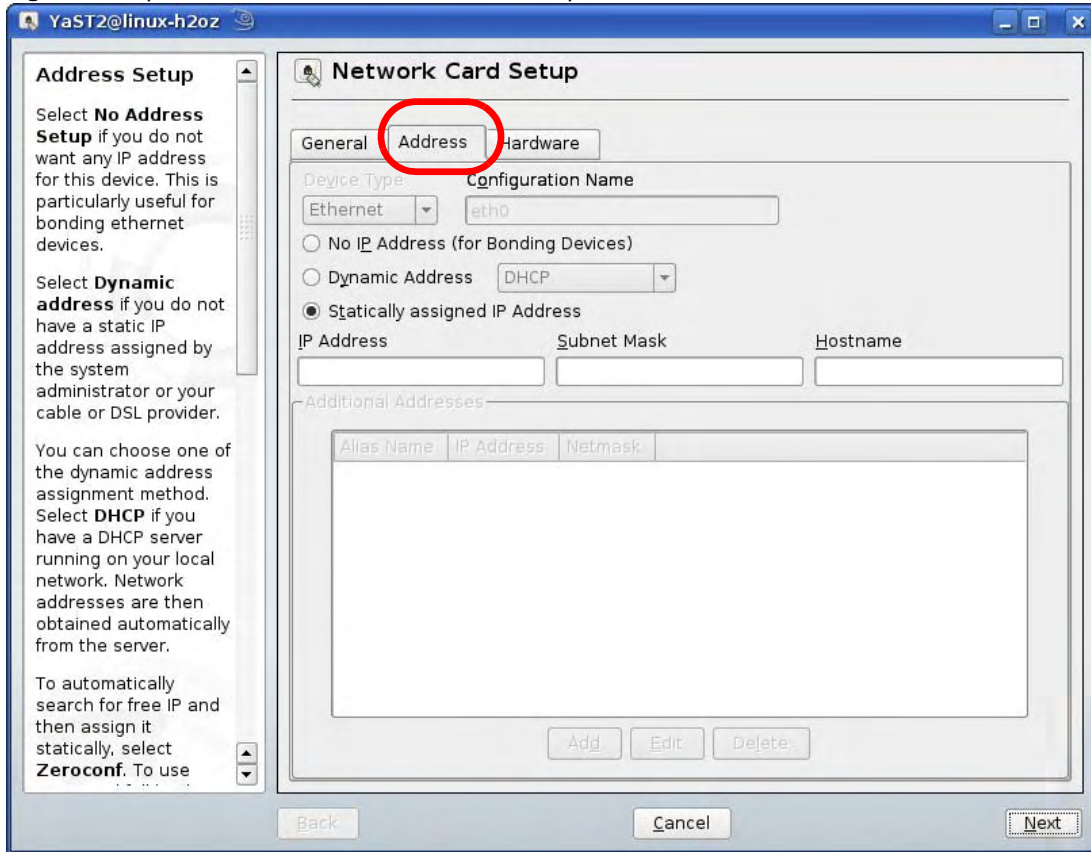 YaST2@linux-h2oz
Address Setup
Select No Address
Setup if you do not
want any IP address
for this device. This is
particularly useful for
bonding ethernet
devices.
Select Dynamic
address if you do not
have a static IP
address assigned by
the system
administrator or your
cable or DSL provider.
You can choose one of
the dynamic address
assignment method.
Select DHCP if you
have a DHCP server
running on your local
network. Network
addresses are then
obtained automatically
from the server.
To automatically
search for free IP and
then assign it
statically, select
Zeroconf. To use
Network Card Setup
General Address Hardware
Device Type Configuration Name
Ethernet eth0
No IP Address (for Bonding Devices)
Dynamic Address DHCP
Statically assigned IP Address
IP Address Subnet Mask Hostname
Additional Addresses
Alias Name IP Address Netmask
Add Edit Delete
Back Cancel Next